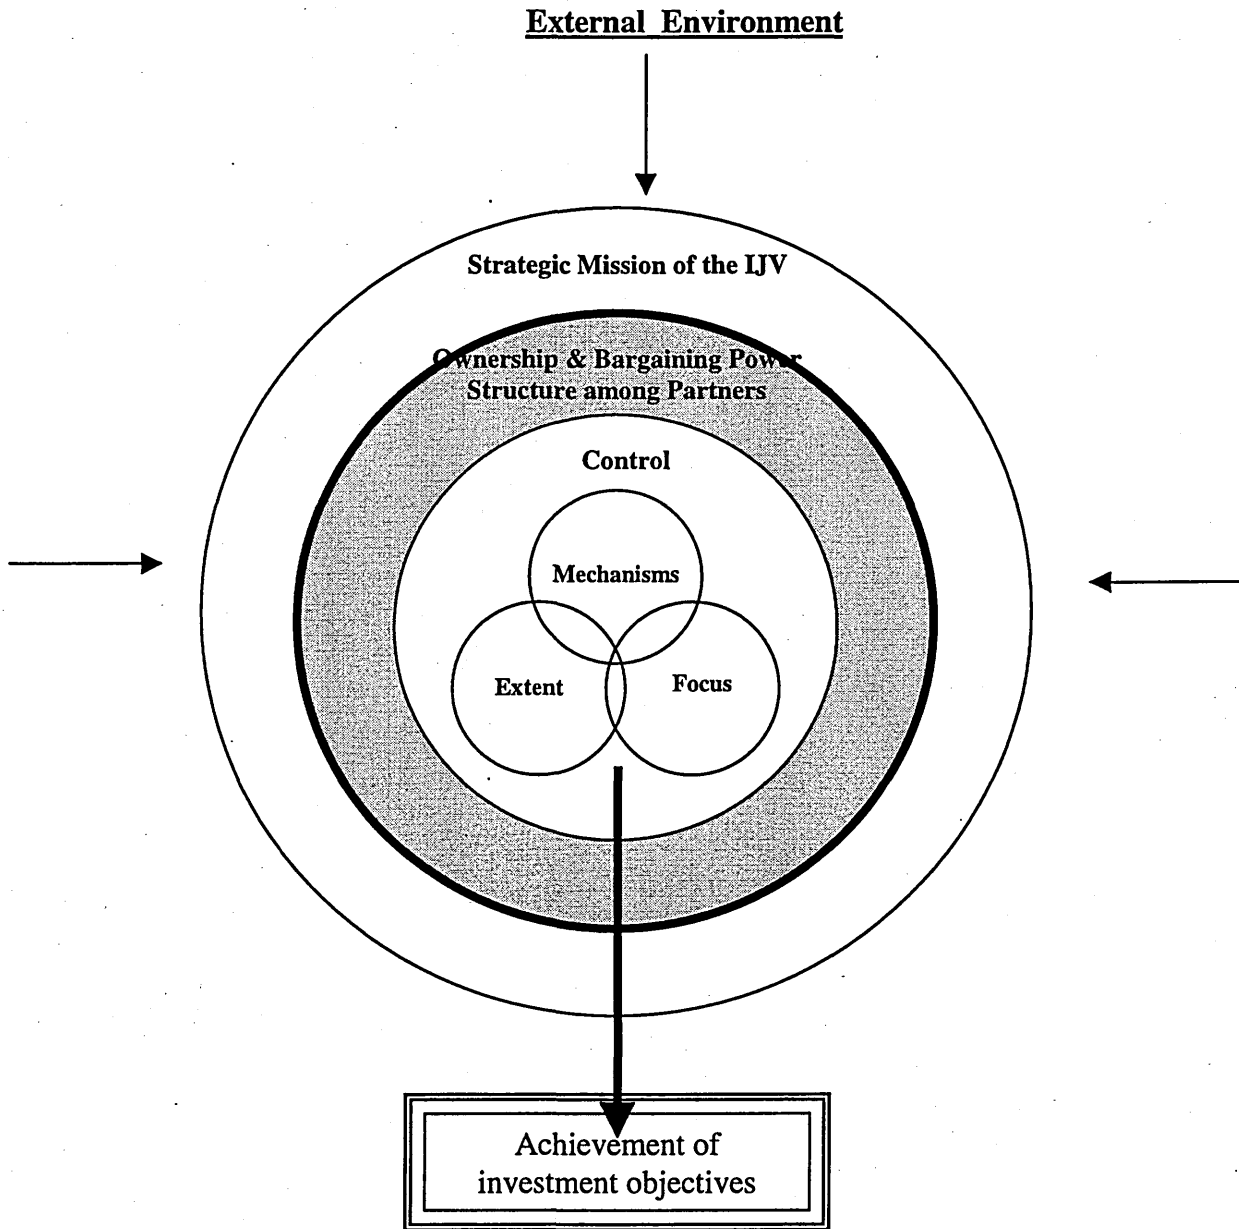 External Environment
Strategic Mission of the IJV
Ownership & Bargaining Power
Structure among Partners
Control
Mechanisms
Extent
Focus
Achievement of
investment objectives